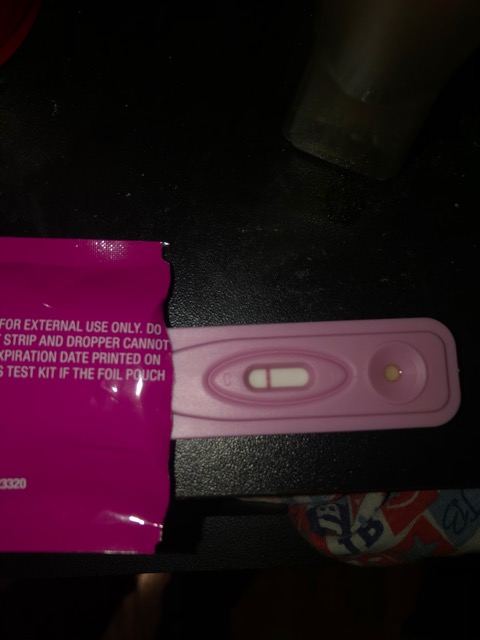 FOR EXTERNAL USE ONLY. DO
STRIP AND DROPPER CANNOT
EXPIRATION DATE PRINTED ON
TEST KIT IF THE FOIL POUCH
3320